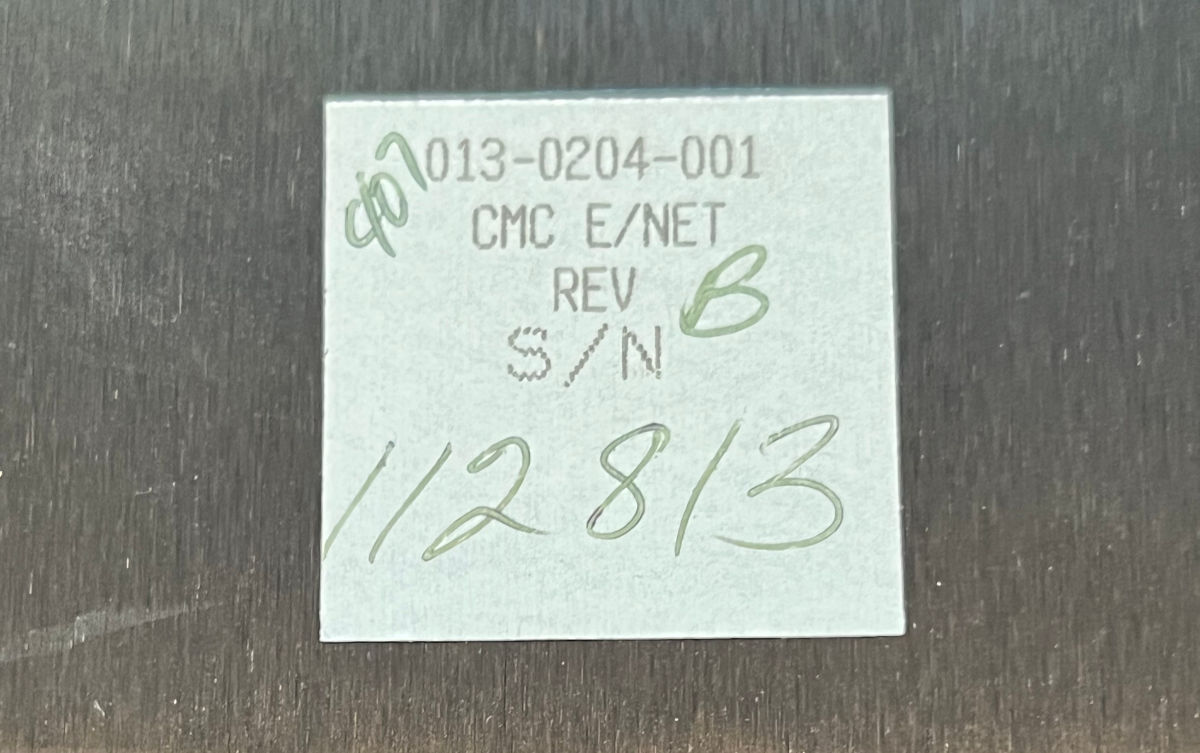 013-0204-001
CMC E/NET
REV B
S/N
112813